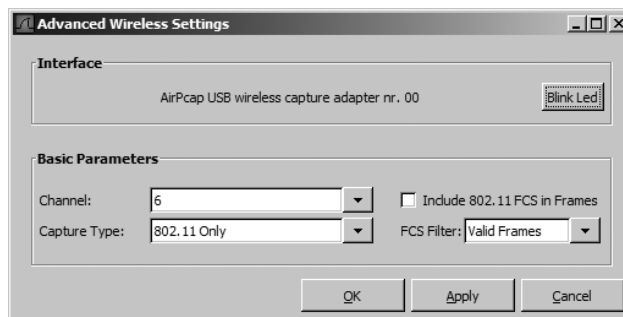 Advanced Wireless Settings
Interface
AirPcap USB wireless capture adapter nr. 00
Blink Led
Basic Parameters
Channel: 6
Include 802.11 FCS in Frames
Capture Type: 802.11 Only
FCS Filter: Valid Frames
OK Apply Cancel